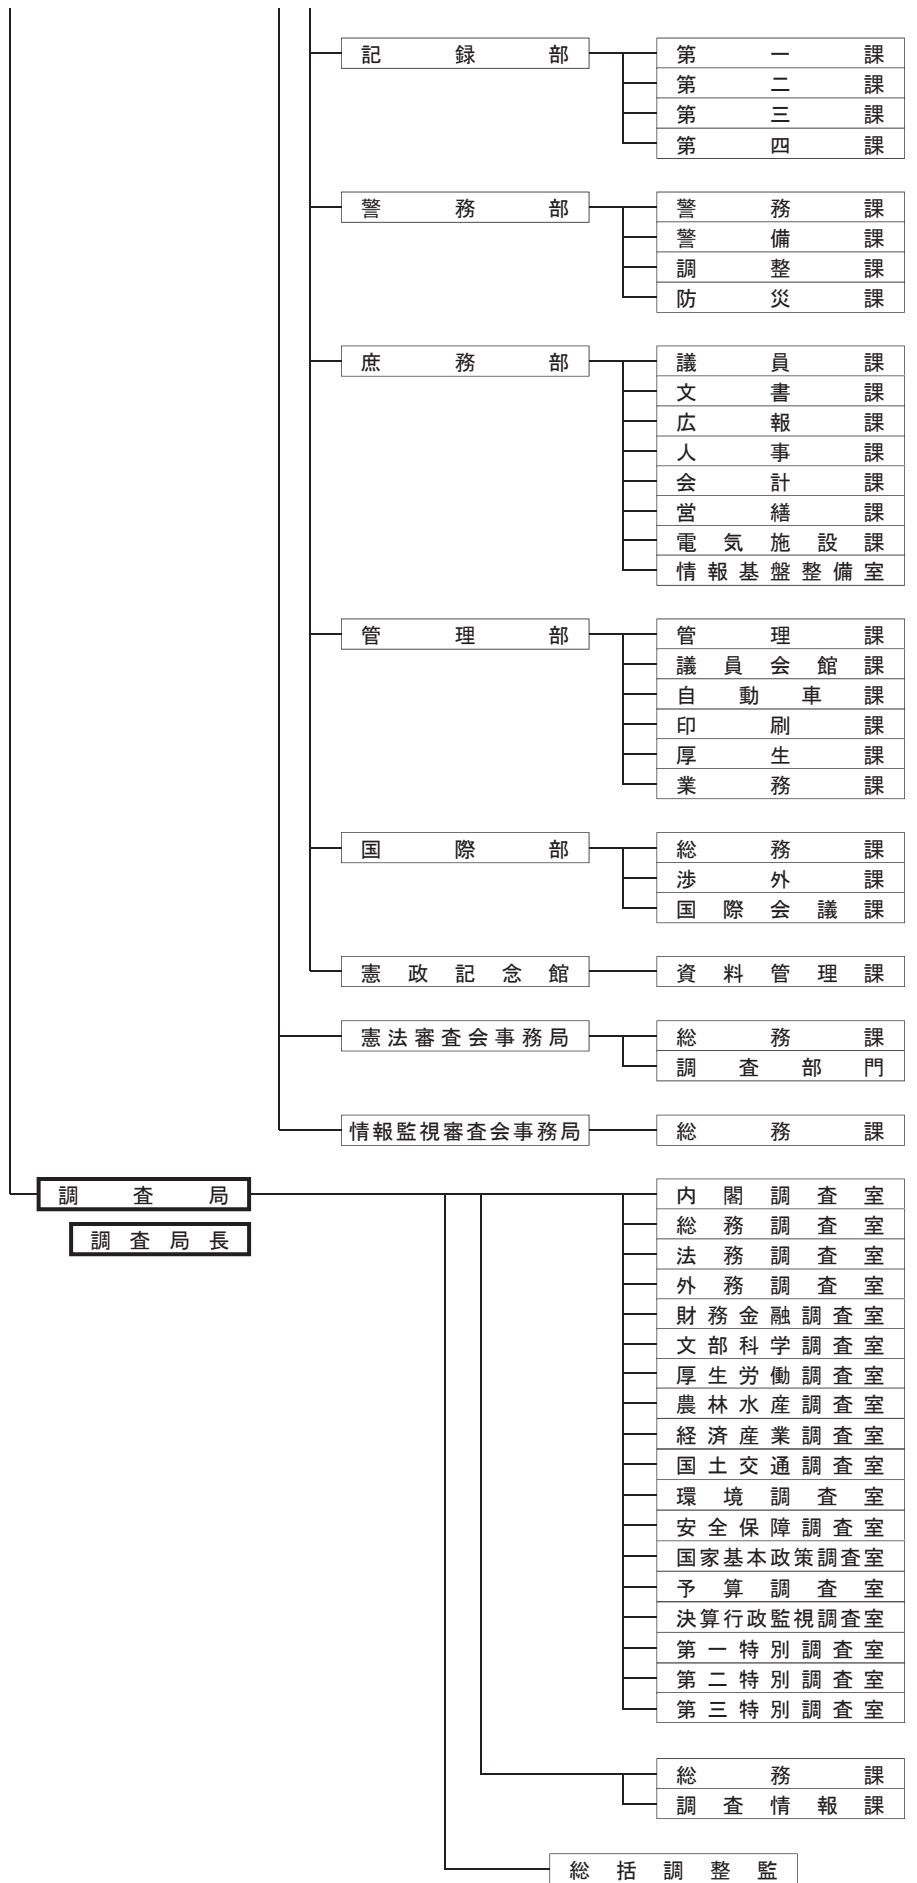 記録部 第一課
第二課
第三課
第四課
警務部 警務課
警備課
調整課
防災課
庶務部 議員課
文書課
広報課
人事課
会計課
営繕課
電気施設課
情報基盤整備室
管理部 管理課
議員会館課
自動車課
印刷課
厚生課
業務課
国際部 総務課
渉外課
国際会議課
憲政記念館 資料管理課
憲法審査会事務局 総務課
調査部門
情報監視審査会事務局 総務課
調査局 内閣調査室
調査局長 総務調査室
法務調査室
外務調査室
財務金融調査室
文部科学調査室
厚生労働調査室
農林水産調査室
経済産業調査室
国土交通調査室
環境調査室
安全保障調査室
国家基本政策調査室
予算調査室
決算行政監視調査室
第一特別調査室
第二特別調査室
第三特別調査室
総務課
調査情報課
総括調整監